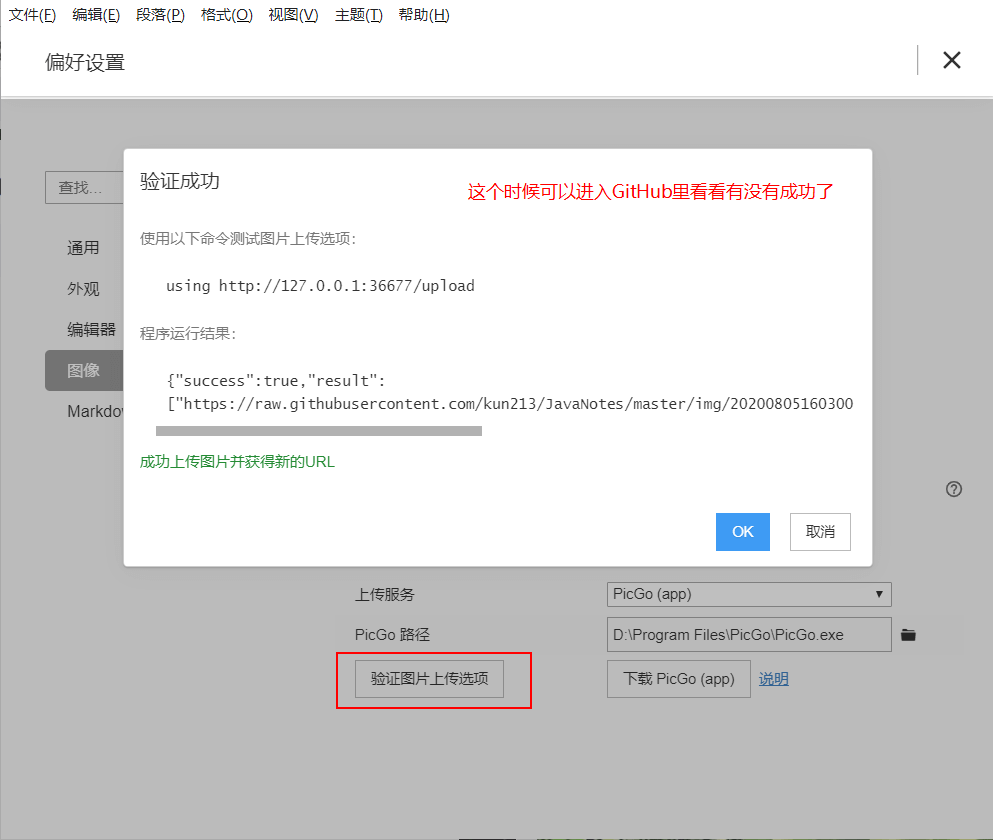 文件(F) 编辑(E) 段落(P) 格式(O) 视图(V) 主题(T) 帮助(H)
偏好设置
查找…
通用
外观
编辑器
图像
Markdov
验证成功
这个时候可以进入GitHub里看看有没有成功了
使用以下命令测试图片上传选项:
using http://127.0.0.1:36677/upload
程序运行结果:
{"success":true,"result":
["https://raw.githubusercontent.com/kun213/JavaNotes/master/img/20200805160300
成功上传图片并获得新的URL
OK 取消
上传服务 PicGo (app)
PicGo 路径 D:\Program Files\PicGo\PicGo.exe
验证图片上传选项 下载 PicGo (app) 说明